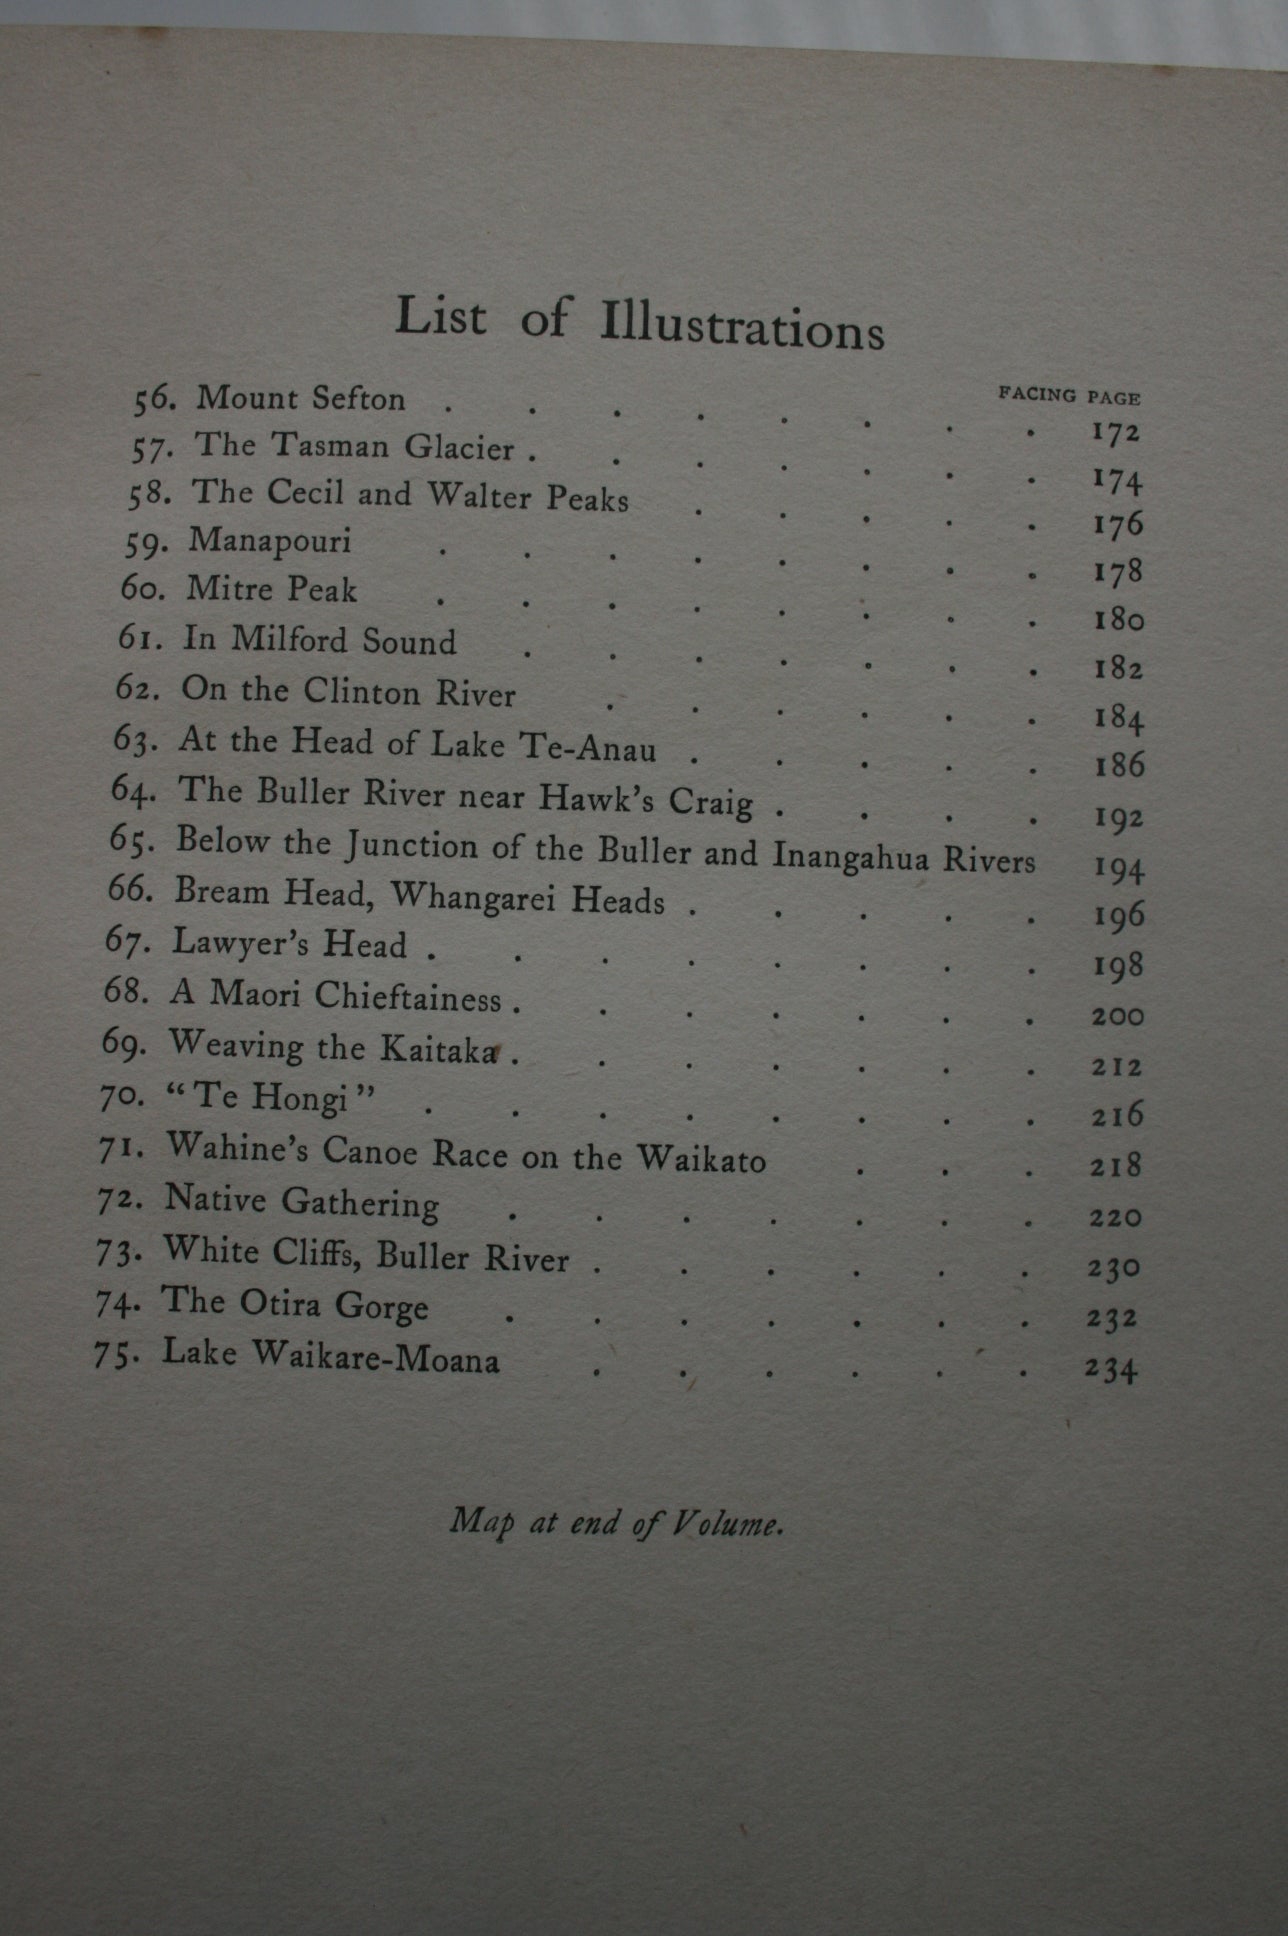 List of Illustrations
FACING PAGE
56. Mount Sefton . . . . . . . . 172
57. The Tasman Glacier . . . . . . . 174
58. The Cecil and Walter Peaks . . . . . 176
59. Manapouri . . . . . . . . 178
60. Mitre Peak . . . . . . . . 180
61. In Milford Sound . . . . . . . 182
62. On the Clinton River . . . . . . 184
63. At the Head of Lake Te-Anau . . . . . 186
64. The Buller River near Hawk's Craig . . . . 192
65. Below the Junction of the Buller and Inangahua Rivers 194
66. Bream Head, Whangarei Heads . . . . . 196
67. Lawyer's Head . . . . . . . . 198
68. A Maori Chieftainess . . . . . . . 200
69. Weaving the Kaitaka . . . . . . . 212
70. "Te Hongi" . . . . . . . . 216
71. Wahine's Canoe Race on the Waikato . . . 218
72. Native Gathering . . . . . . . 220
73. White Cliffs, Buller River . . . . . . 230
74. The Otira Gorge . . . . . . . 232
75. Lake Waikare-Moana . . . . . . 234
Map at end of Volume.